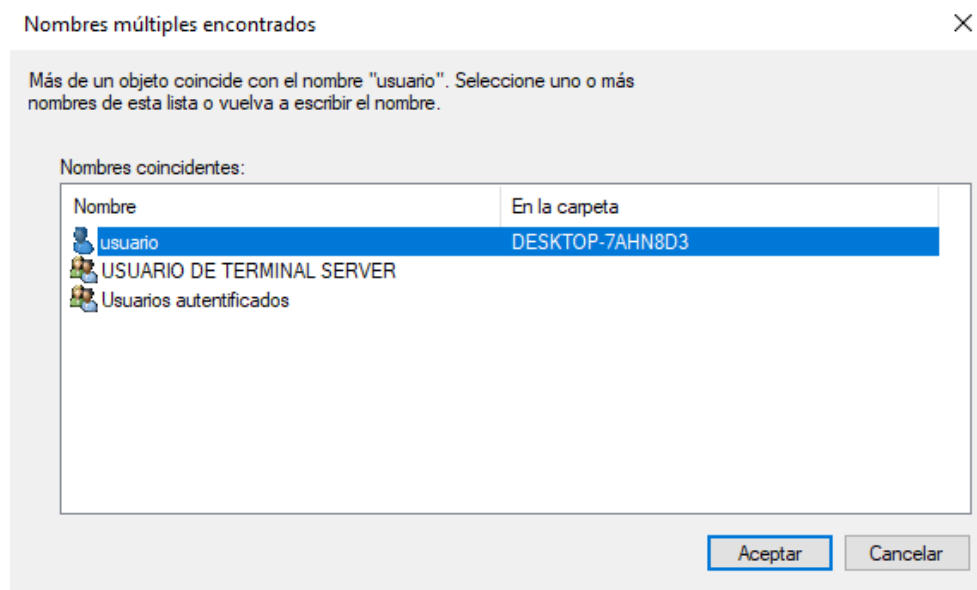 Nombres múltiples encontrados
Más de un objeto coincide con el nombre "usuario". Seleccione uno o más
nombres de esta lista o vuelva a escribir el nombre.
Nombres coincidentes:
Nombre En la carpeta
usuario DESKTOP-7AHN8D3
USUARIO DE TERMINAL SERVER
Usuarios autentificados
Aceptar Cancelar